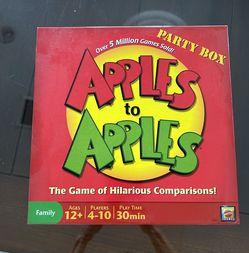 PARTY BOX
Over 5 Million Games Sold!
APPLES
to
APPLES
The Game of Hilarious Comparisons!
Family
AGES 12+ PLAYERS 4-10 PLAY TIME 30min